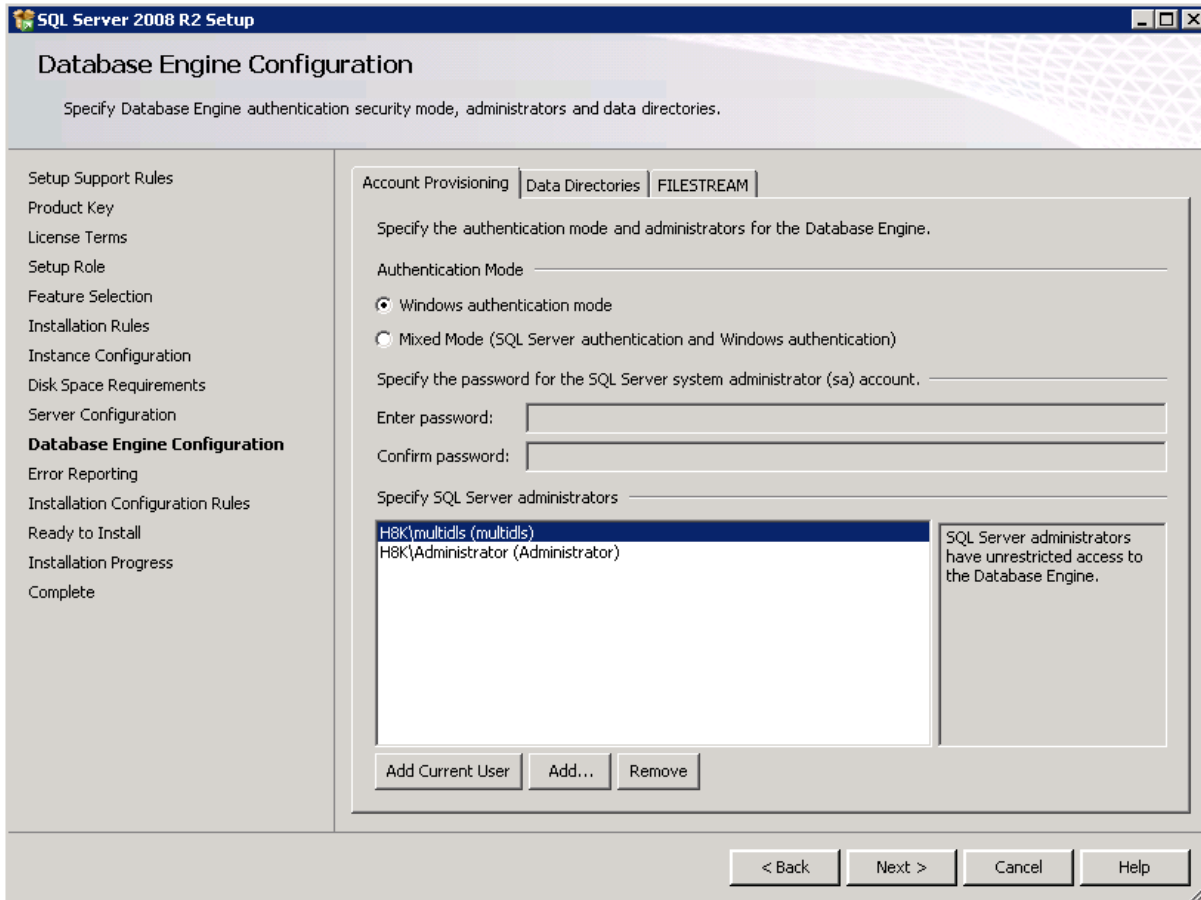 SQL Server 2008 R2 Setup
Database Engine Configuration
Specify Database Engine authentication security mode, administrators and data directories.
Setup Support Rules
Product Key
License Terms
Setup Role
Feature Selection
Installation Rules
Instance Configuration
Disk Space Requirements
Server Configuration
Database Engine Configuration
Error Reporting
Installation Configuration Rules
Ready to Install
Installation Progress
Complete
Account Provisioning Data Directories FILESTREAM
Specify the authentication mode and administrators for the Database Engine.
Authentication Mode
Windows authentication mode
Mixed Mode (SQL Server authentication and Windows authentication)
Specify the password for the SQL Server system administrator (sa) account.
Enter password:
Confirm password:
Specify SQL Server administrators
H8K\multidls (multidls)
H8K\Administrator (Administrator)
SQL Server administrators
have unrestricted access to
the Database Engine.
Add Current User Add... Remove
< Back Next > Cancel Help